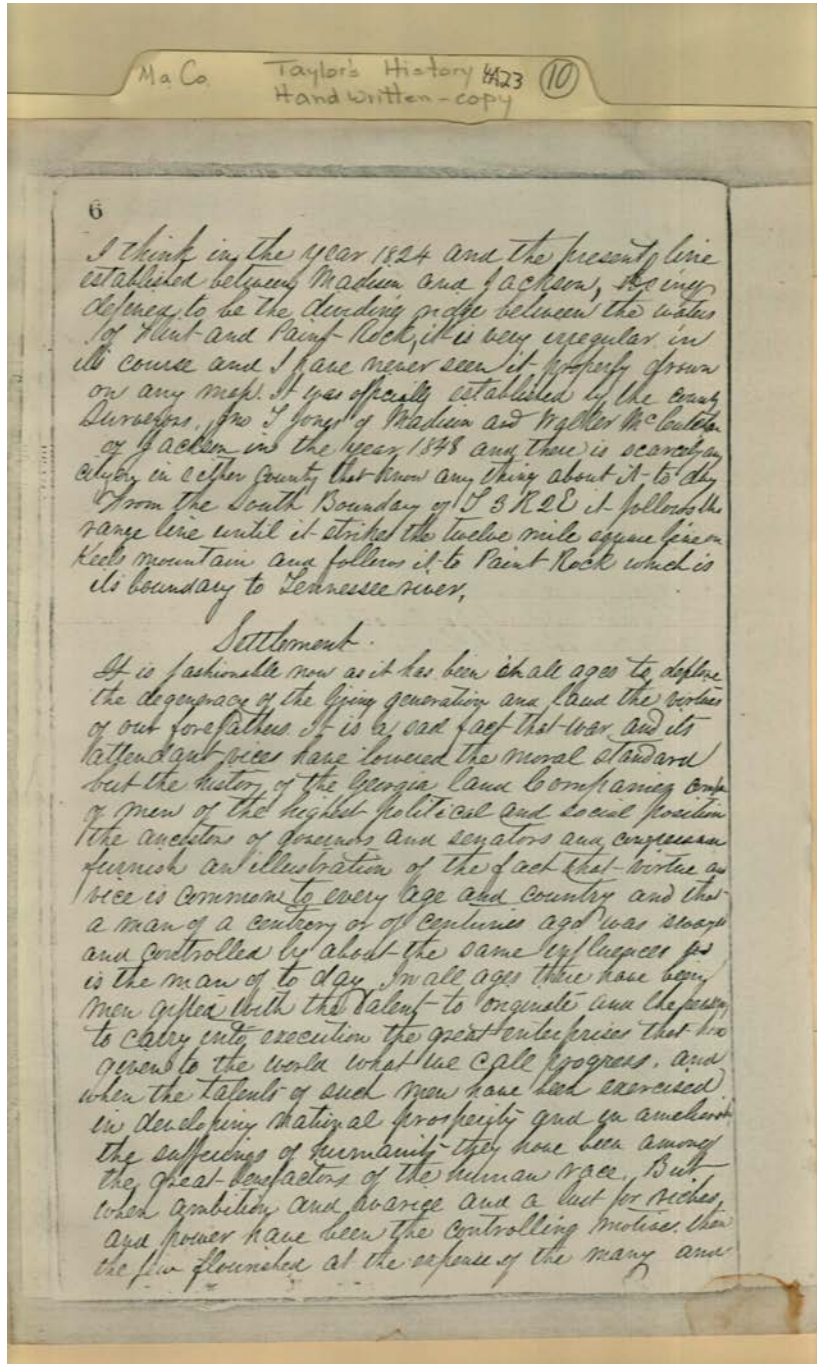 Ma Co. Taylor's History 4A23 10
Hand written - copy
6
I think in the year 1824 and the present line
established between Madison and Jackson, being
defined to be the dividing ridge between the waters
of Flint and Paint Rock, it is very irregular in
its course and I have never seen it properly drawn
on any map. It was officially established by the county
Surveyors, Jno T Jones of Madison and Walker McCutchen
of Jackson in the year 1848 and there is scarcely any
in either county that know any thing about it to day
From the South Boundary of T 3 R 2 E it follows the
range line until it strikes the twelve mile square line on
Keels mountain and follows it to Paint Rock which is
its boundary to Tennessee river,
Settlement.
It is fashionable now as it has been in all ages to deplore
the degeneracy of the living generation and laud the virtues
of our forefathers. It is a sad fact that war and its
attendant vices have lowered the moral standard
but the history of the Georgia land Companies
of men of the highest political and social position
the ancestors of governors and senators and congressmen
furnish an illustration of the fact that virtue and
vice is common to every age and country and that
a man of a century or of centuries ago was
and controlled by about the same influences as
is the man of to day. In all ages there have been
men gifted with the talent to originate and the
to carry into execution the great enterprises that
given to the world what we call progress. and
when the talents of such men have been exercised
in developing national prosperity and in
the sufferings of humanity they have been among
the great benefactors of the human race. But
when ambition and avarice and a lust for riches
and power have been the controlling motive. then
the few flourished at the expense of the many and